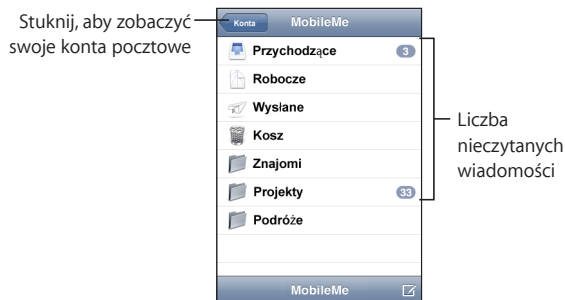 Stuknij, aby zobaczyć
swoje konta pocztowe
Konta
MobileMe
Przychodzące
3
Robocze
Wysłane
Kosz
Znajomi
Projekty
33
Podróże
MobileMe
Liczba
nieczytanych
wiadomości